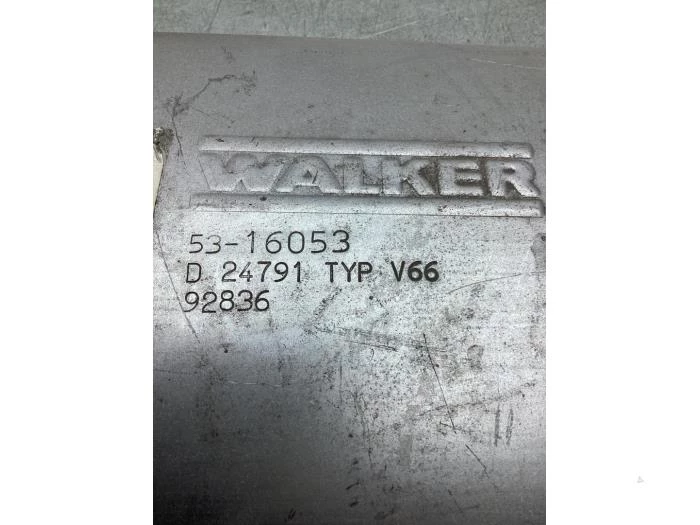 WALKER
53-16053
D 24791 TYP V66
92836